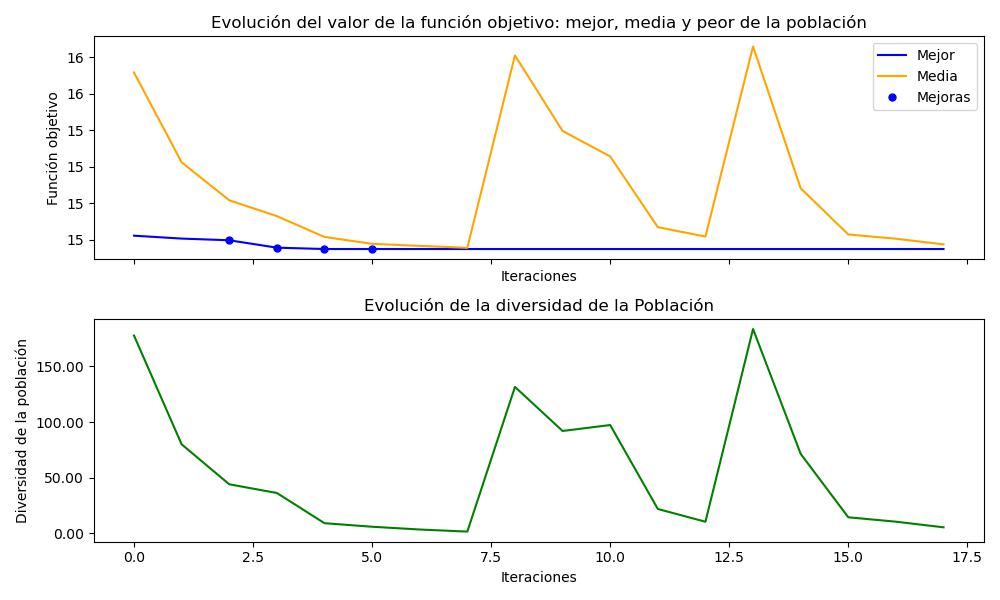 Evolución del valor de la función objetivo: mejor, media y peor de la población
Función objetivo
16
16
15
15
15
15
Mejor
Media
Mejoras
Iteraciones
Evolución de la diversidad de la Población
Diversidad de la población
150.00
100.00
50.00
0.00
0.0 2.5 5.0 7.5 10.0 12.5 15.0 17.5
Iteraciones